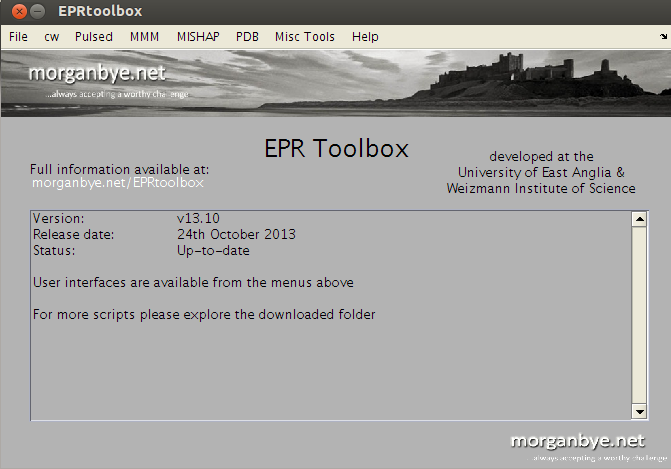 EPRtoolbox
File cw Pulsed MMM MISHAP PDB Misc Tools Help
morganbye.net
...always accepting a worthy challenge
EPR Toolbox
Full information available at:
morganbye.net/EPRtoolbox
developed at the
University of East Anglia &
Weizmann Institute of Science
Version: v13.10
Release date: 24th October 2013
Status: Up-to-date
User interfaces are available from the menus above
For more scripts please explore the downloaded folder
morganbye.net
...always accepting a worthy challenge